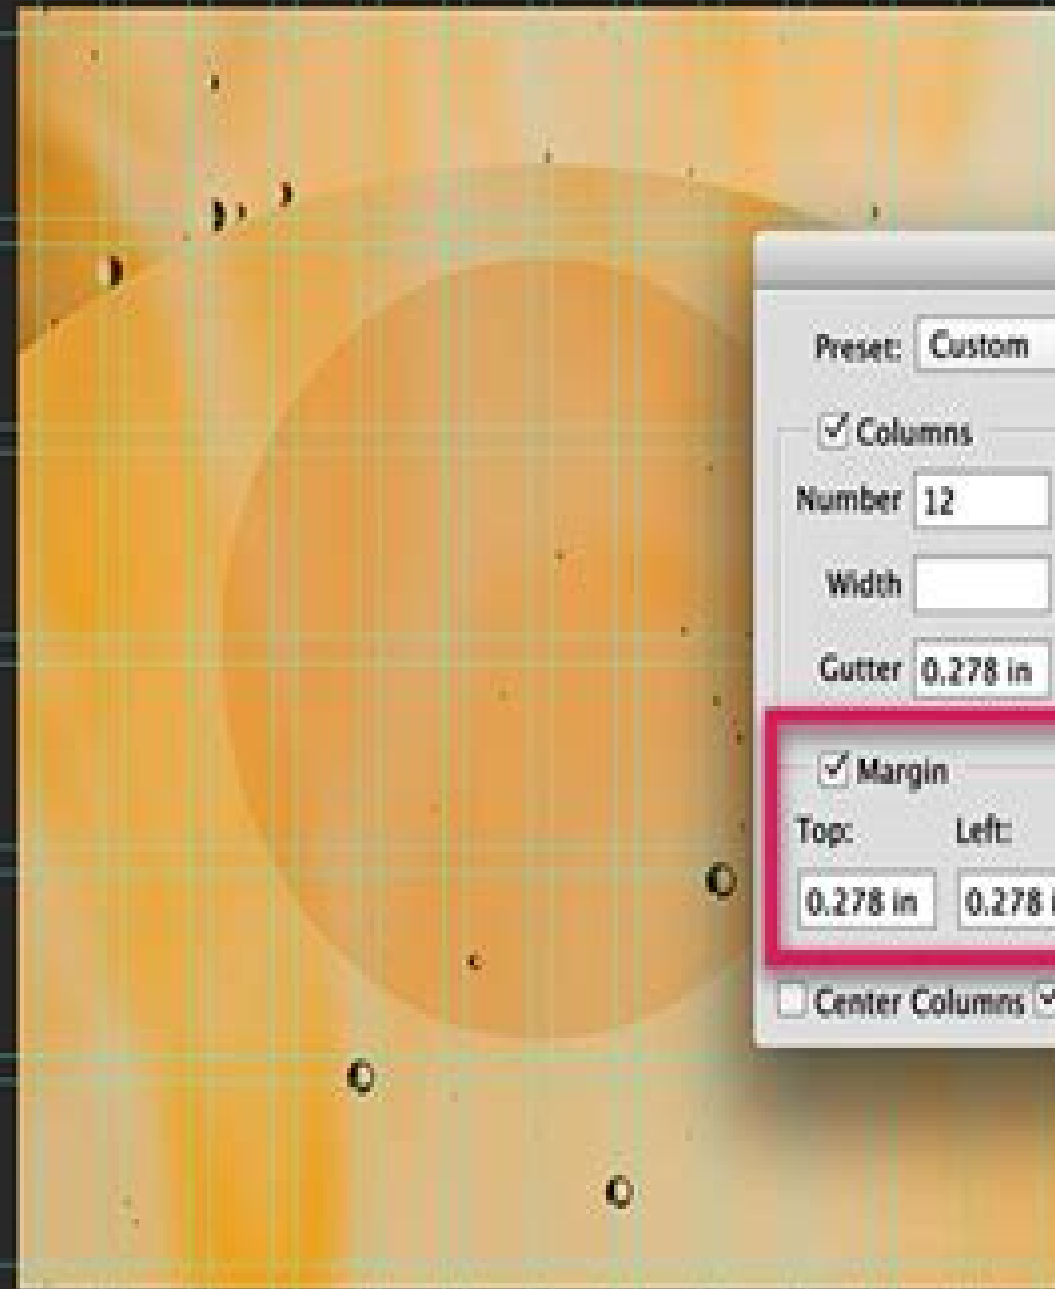 Preset: Custom
Columns
Number 12
Width
Gutter 0.278 in
Margin
Top: Left:
0.278 in 0.278
Center Columns